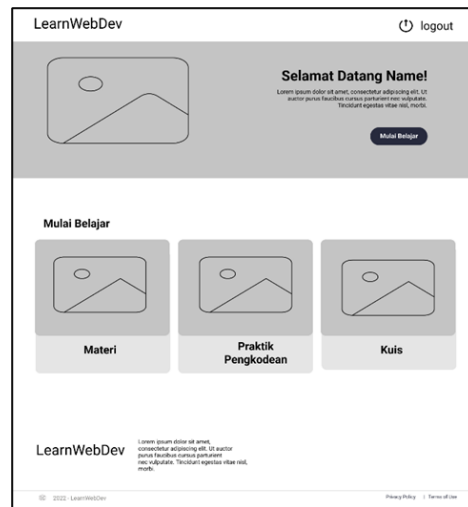 LearnWebDev
logout
Selamat Datang Name!
Lorem ipsum dolor sit amet, consectetur adipiscing elit. Ut
auctor purus faucibus cursus parturient nec vulputate.
Tincidunt egestas vitae nisl, morbi.
Mulai Belajar
Mulai Belajar
Materi
Praktik
Pengkodean
Kuis
LearnWebDev
Lorem ipsum dolor sit amet,
consectetur adipiscing elit. Ut auctor
purus faucibus cursus parturient
nec vulputate. Tincidunt egestas vitae nisl,
morbi.
2022 - LearnWebDev
Privacy Policy | Terms of Use